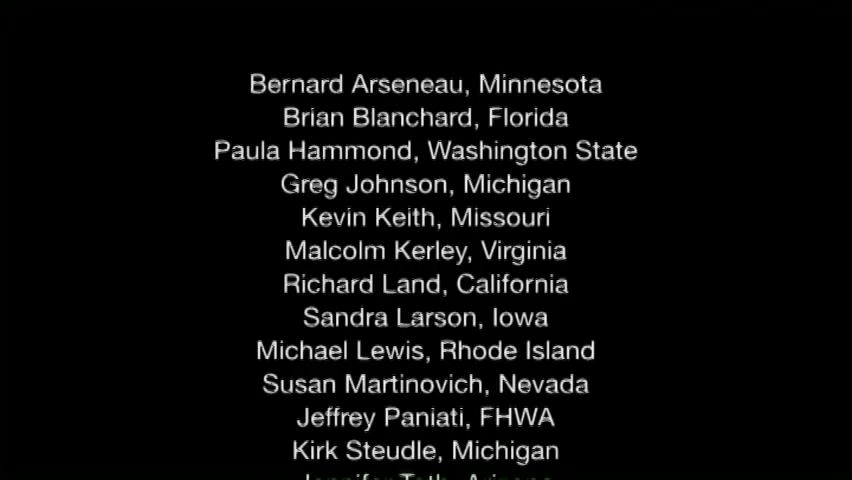 Bernard Arseneau, Minnesota
Brian Blanchard, Florida
Paula Hammond, Washington State
Greg Johnson, Michigan
Kevin Keith, Missouri
Malcolm Kerley, Virginia
Richard Land, California
Sandra Larson, Iowa
Michael Lewis, Rhode Island
Susan Martinovich, Nevada
Jeffrey Paniati, FHWA
Kirk Steudle, Michigan